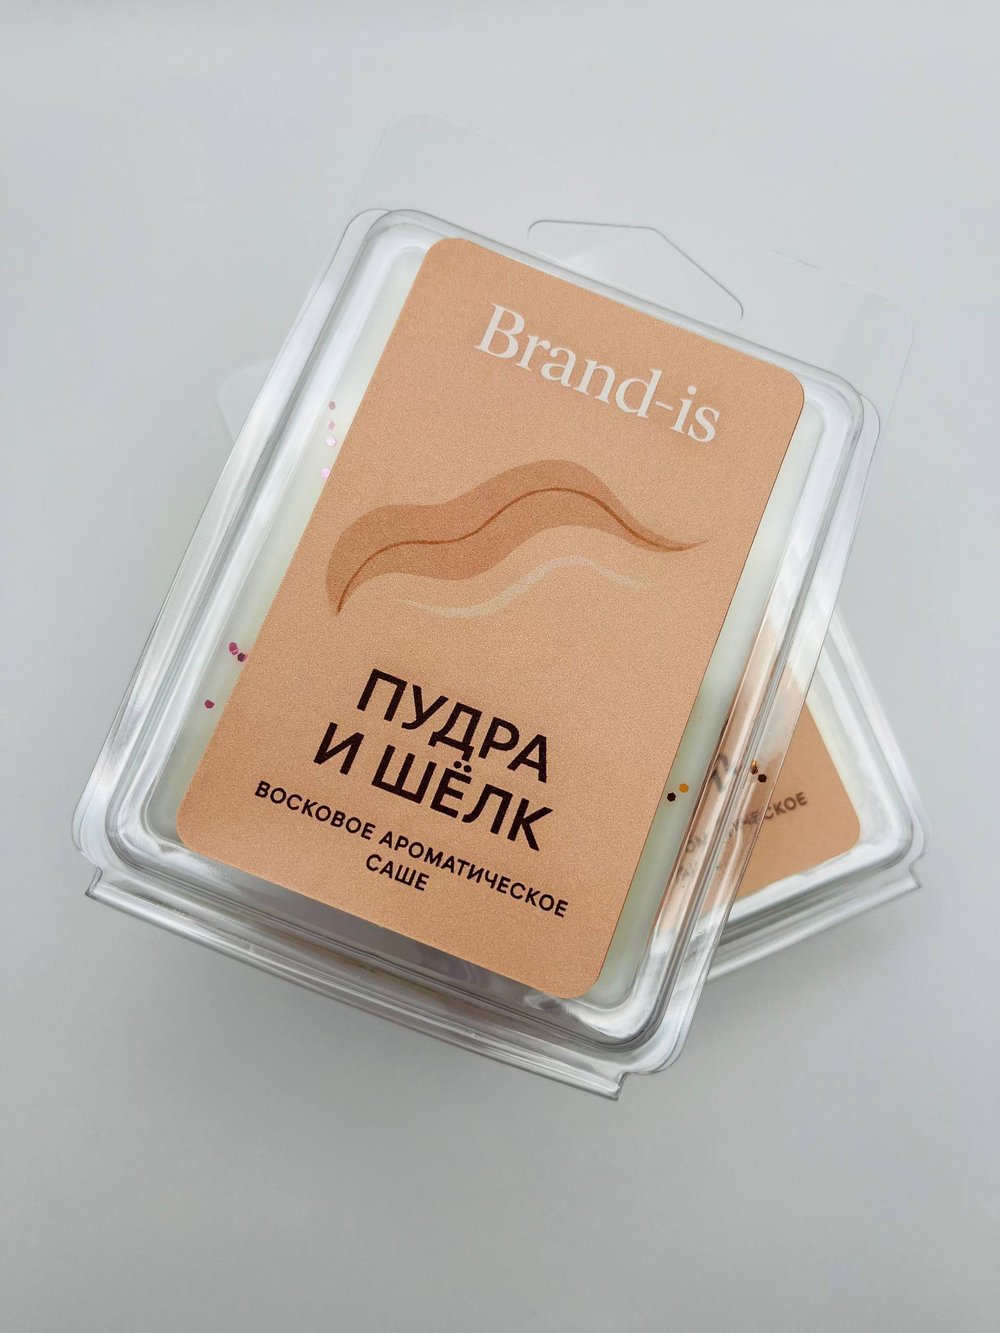 Brand-is
ПУДРА
И ШЁЛК
ВОСКОВОЕ АРОМАТИЧЕСКОЕ
САШЕ